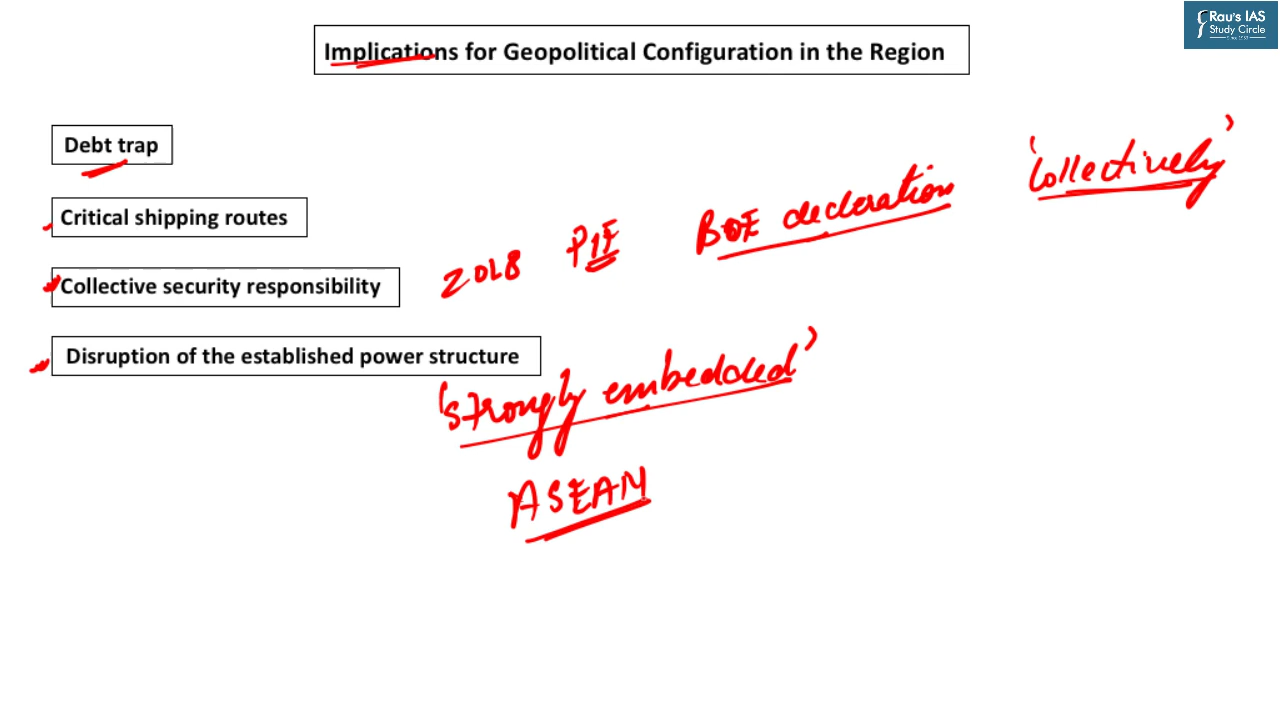 Rau's IAS
Study Circle
Implications for Geopolitical Configuration in the Region
Debt trap
'collectively'
Critical shipping routes
2018 PIF BOE decleration
Collective security responsibility
Disruption of the established power structure
'strongly embedded'
ASEAN